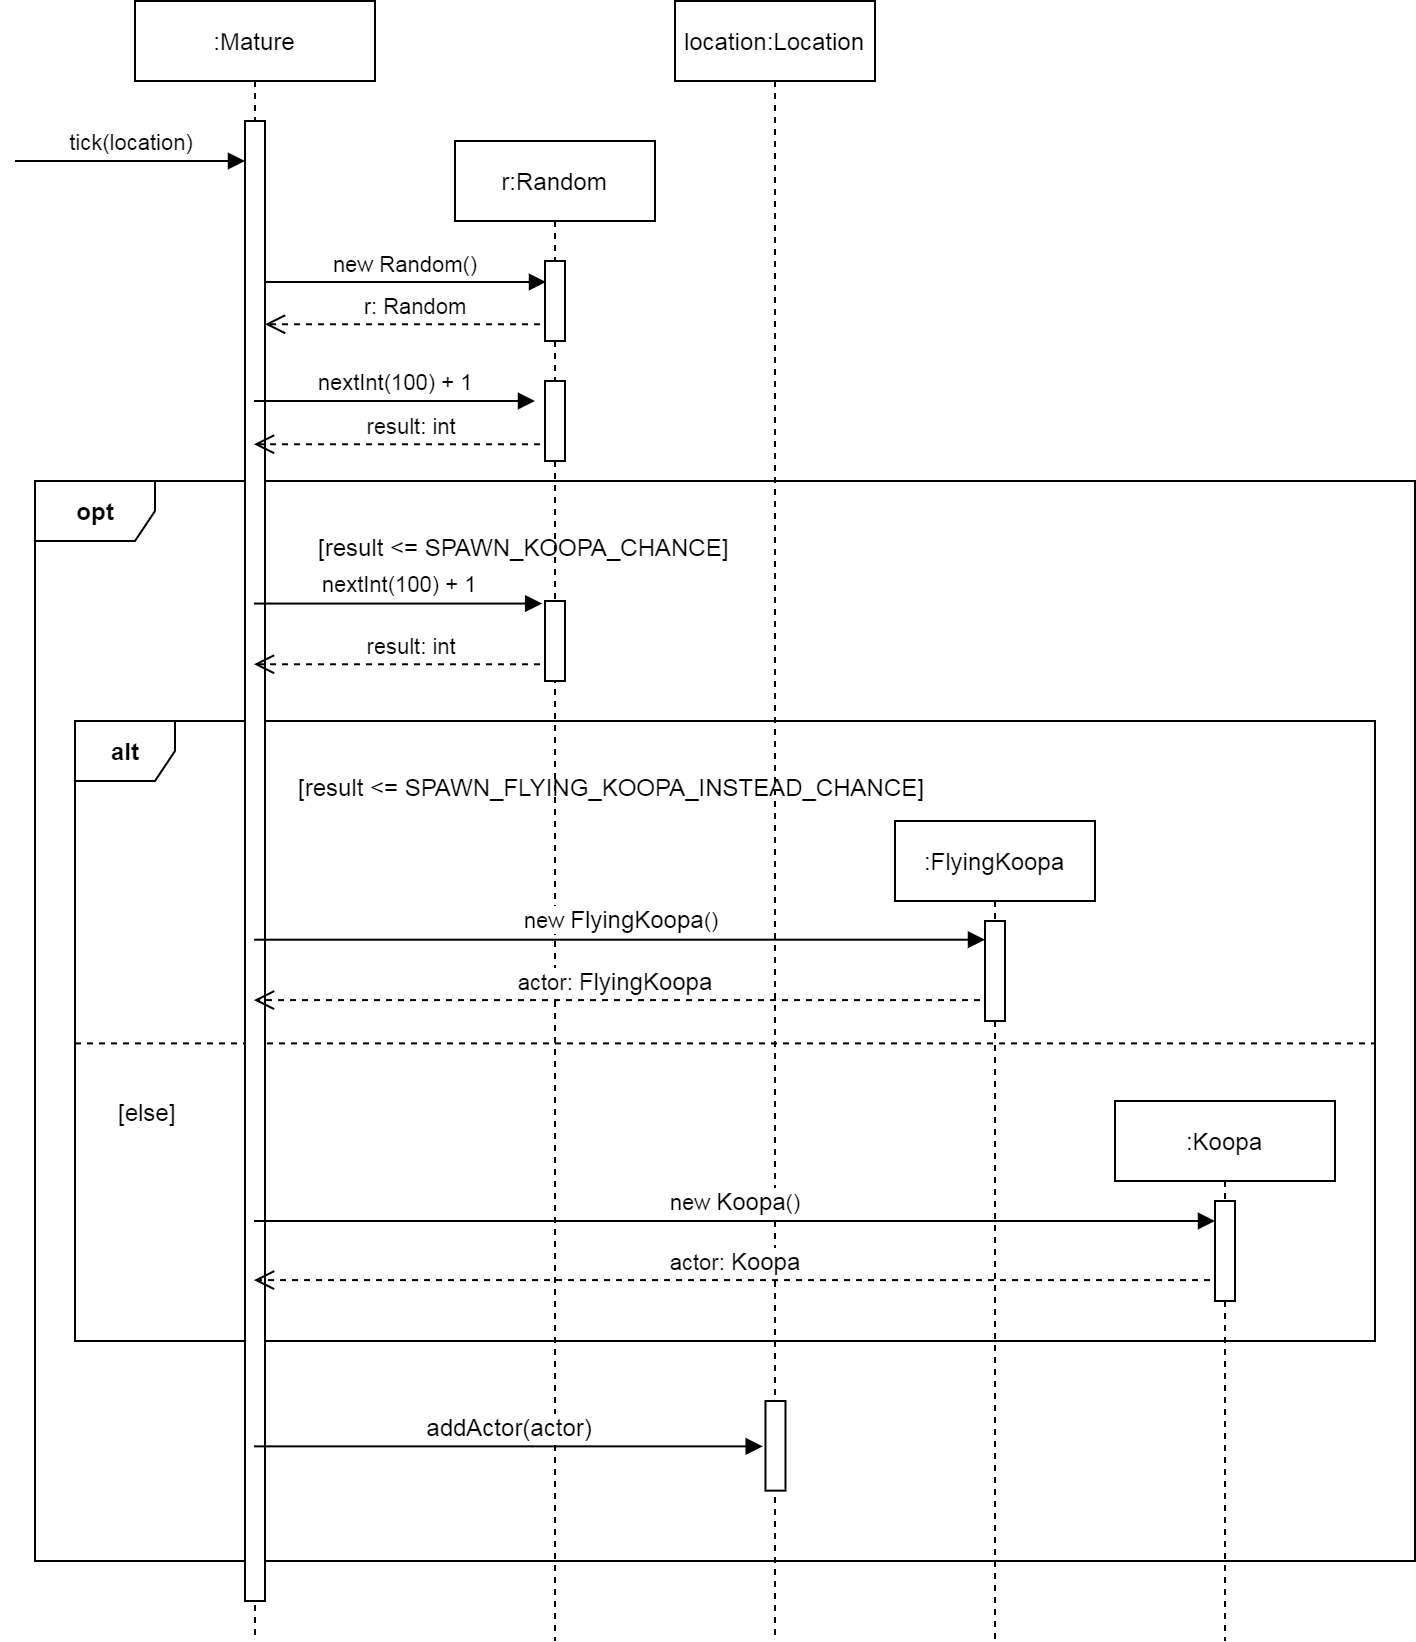 :Mature
location:Location
tick(location)
r:Random
new Random()
r: Random
nextInt(100) + 1
result: int
opt
[result <= SPAWN_KOOPA_CHANCE]
nextInt(100) + 1
result: int
alt
[result <= SPAWN_FLYING_KOOPA_INSTEAD_CHANCE]
:FlyingKoopa
new FlyingKoopa()
actor: FlyingKoopa
[else]
:Koopa
new Koopa()
actor: Koopa
addActor(actor)